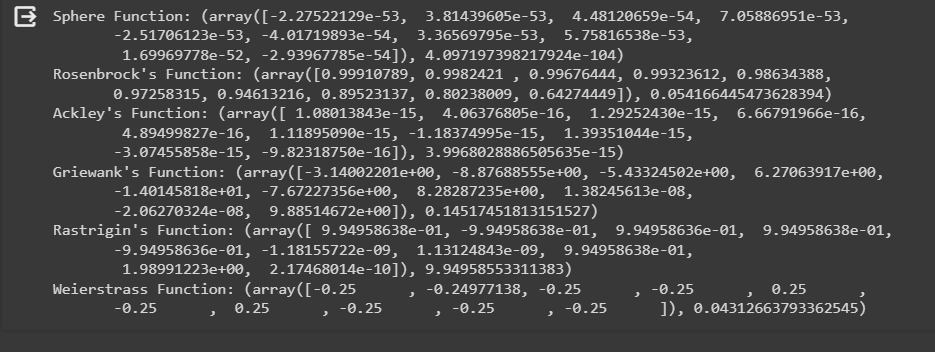 Sphere Function: (array([-2.27522129e-53,  3.81439605e-53,  4.48120659e-54,  7.05886951e-53,
       -2.51706123e-53, -4.01719893e-54,  3.36569795e-53,  5.75816538e-53,
        1.69969778e-52, -2.93967785e-54]), 4.097197398217924e-104)
Rosenbrock's Function: (array([0.99910789, 0.9982421 , 0.99676444, 0.99323612, 0.98634388,
       0.97258315, 0.94613216, 0.89523137, 0.80238009, 0.64274449]), 0.054166445473628394)
Ackley's Function: (array([ 1.08013843e-15,  4.06376805e-16,  1.29252430e-15,  6.66791966e-16,
        4.89499827e-16,  1.11895090e-15, -1.18374995e-15,  1.39351044e-15,
       -3.07455858e-15, -9.82318750e-16]), 3.9968028886505635e-15)
Griewank's Function: (array([-3.14002201e+00, -8.87688555e+00, -5.43324502e+00,  6.27063917e+00,
       -1.40145818e+01, -7.67227356e+00,  8.28287235e+00,  1.38245613e-08,
       -2.06270324e-08,  9.88514672e+00]), 0.14517451813151527)
Rastrigin's Function: (array([ 9.94958638e-01, -9.94958638e-01,  9.94958636e-01,  9.94958638e-01,
       -9.94958636e-01, -1.18155722e-09,  1.13124843e-09,  9.94958638e-01,
        1.98991223e+00,  2.17468014e-10]), 9.94958553311383)
Weierstrass Function: (array([-0.25      , -0.24977138, -0.25      , -0.25      ,  0.25      ,
       -0.25      ,  0.25      , -0.25      , -0.25      , -0.25      ]), 0.04312663793362545)